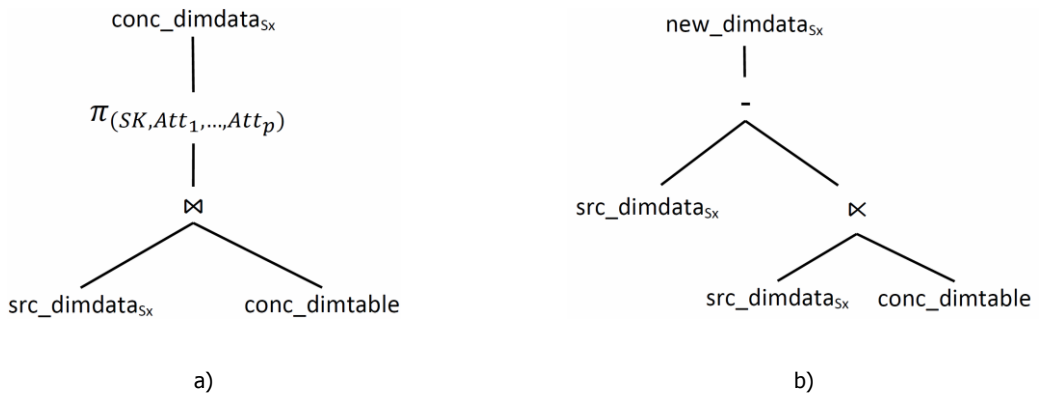 conc_dimdataSx
π(SK,Att1,...,Attp)
⋈
src_dimdataSx
conc_dimtable
a)
new_dimdataSx
-
src_dimdataSx
⋉
src_dimdataSx
conc_dimtable
b)